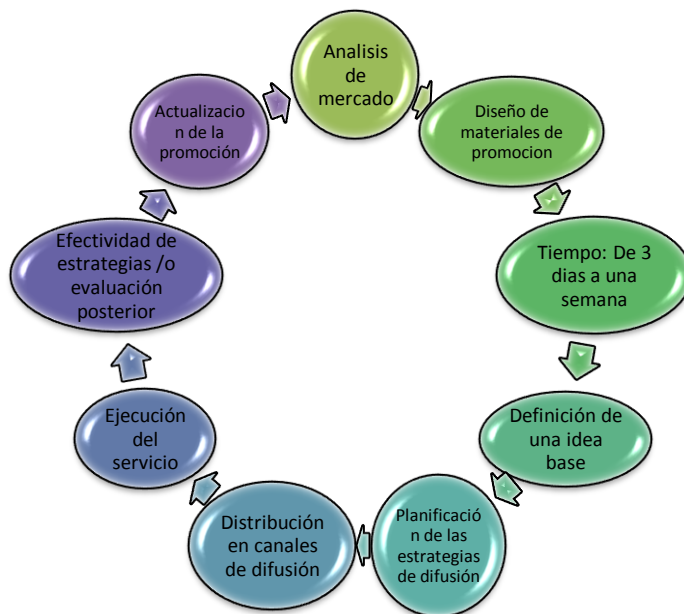 Analisis
de
mercado
Diseño de
materiales de
promocion
Tiempo: De 3
dias a una
semana
Definición de
una idea
base
Planificació
n de las
estrategias
de difusión
Distribución
en canales
de difusión
Ejecución
del
servicio
Efectividad de
estrategias /o
evaluación
posterior
Actualizacio
n de la
promoción